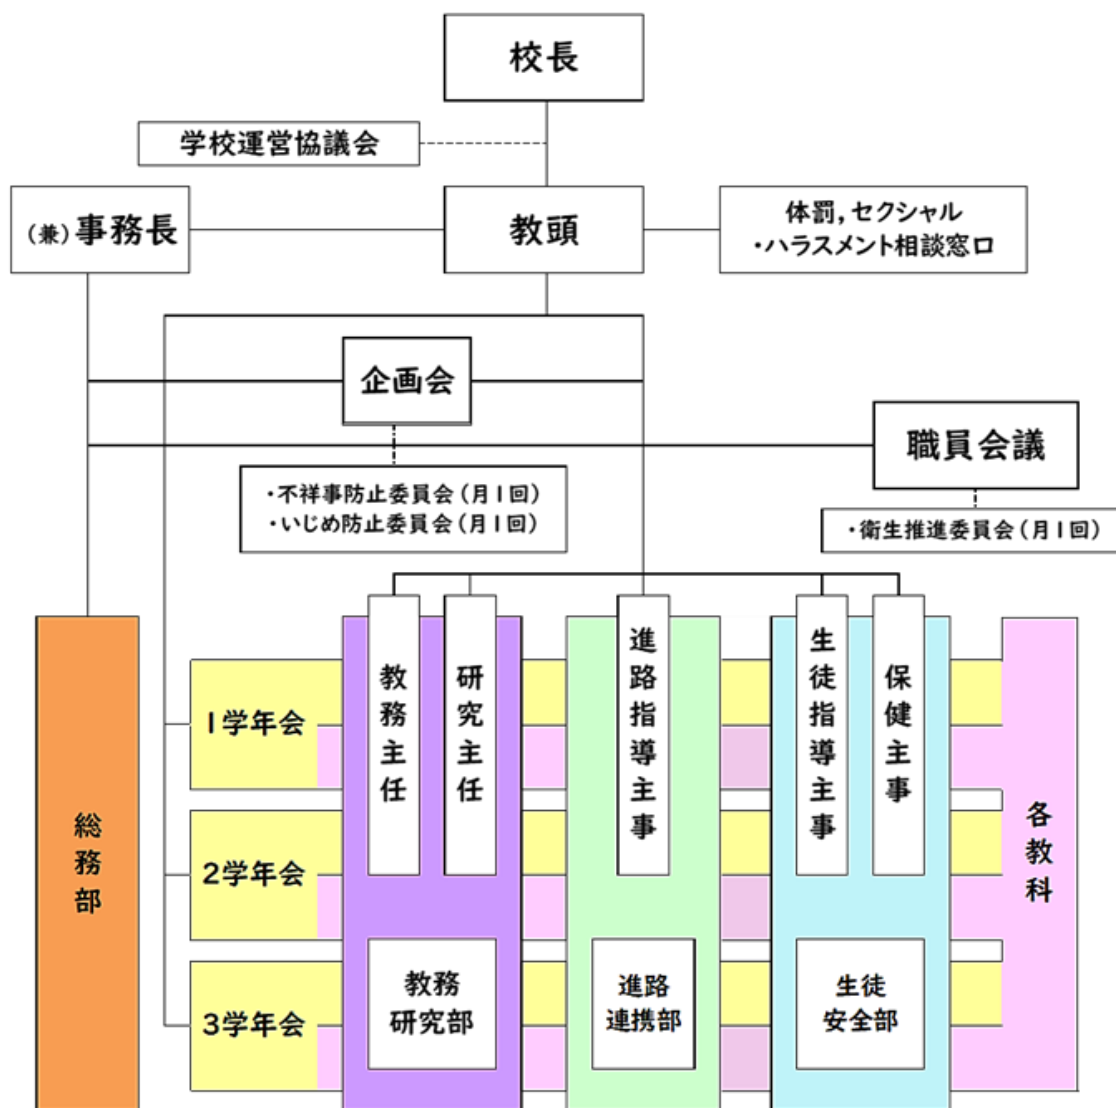 校長
学校運営協議会
（兼）事務長
教頭
体罰，セクシャル
・ハラスメント相談窓口
企画会
職員会議
・不祥事防止委員会（月1回）
・いじめ防止委員会（月1回）
・衛生推進委員会（月1回）
総務部
1学年会
2学年会
3学年会
教務主任
研究主任
進路指導主事
生徒指導主事
保健主事
各教科
教務
研究部
進路
連携部
生徒
安全部